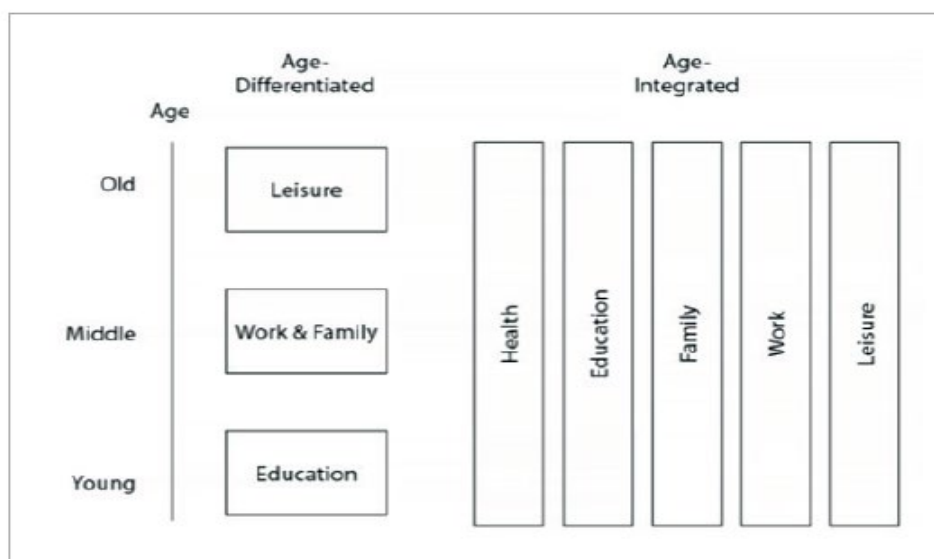 Age-
Differentiated
Age-
Integrated
Age
Old
Leisure
Middle
Work & Family
Young
Education
Health
Education
Family
Work
Leisure